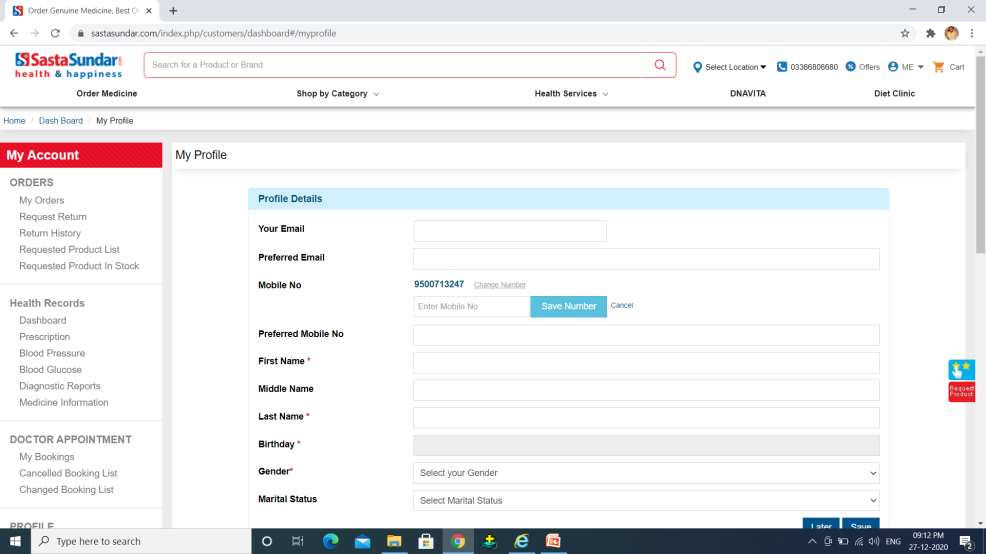 Order Genuine Medicine, Best O
sastasundar.com/index.php/customers/dashboard#/myprofile
SastaSundar
health & happiness
Search for a Product or Brand
Select Location
03366806680
Offers
ME
Cart
Order Medicine
Shop by Category
Health Services
DNAVITA
Diet Clinic
Home / Dash Board / My Profile
My Account
My Profile
ORDERS
My Orders
Request Return
Return History
Requested Product List
Requested Product In Stock
Health Records
Dashboard
Prescription
Blood Pressure
Blood Glucose
Diagnostic Reports
Medicine Information
DOCTOR APPOINTMENT
My Bookings
Cancelled Booking List
Changed Booking List
PROFILE
Profile Details
Your Email
Preferred Email
Mobile No
9500713247 Change Number
Enter Mobile No Save Number Cancel
Preferred Mobile No
First Name *
Middle Name
Last Name *
Birthday *
Gender* Select your Gender
Marital Status Select Marital Status
Later Save
Request
Product
Type here to search
ENG
09:12 PM
27-12-2020
2